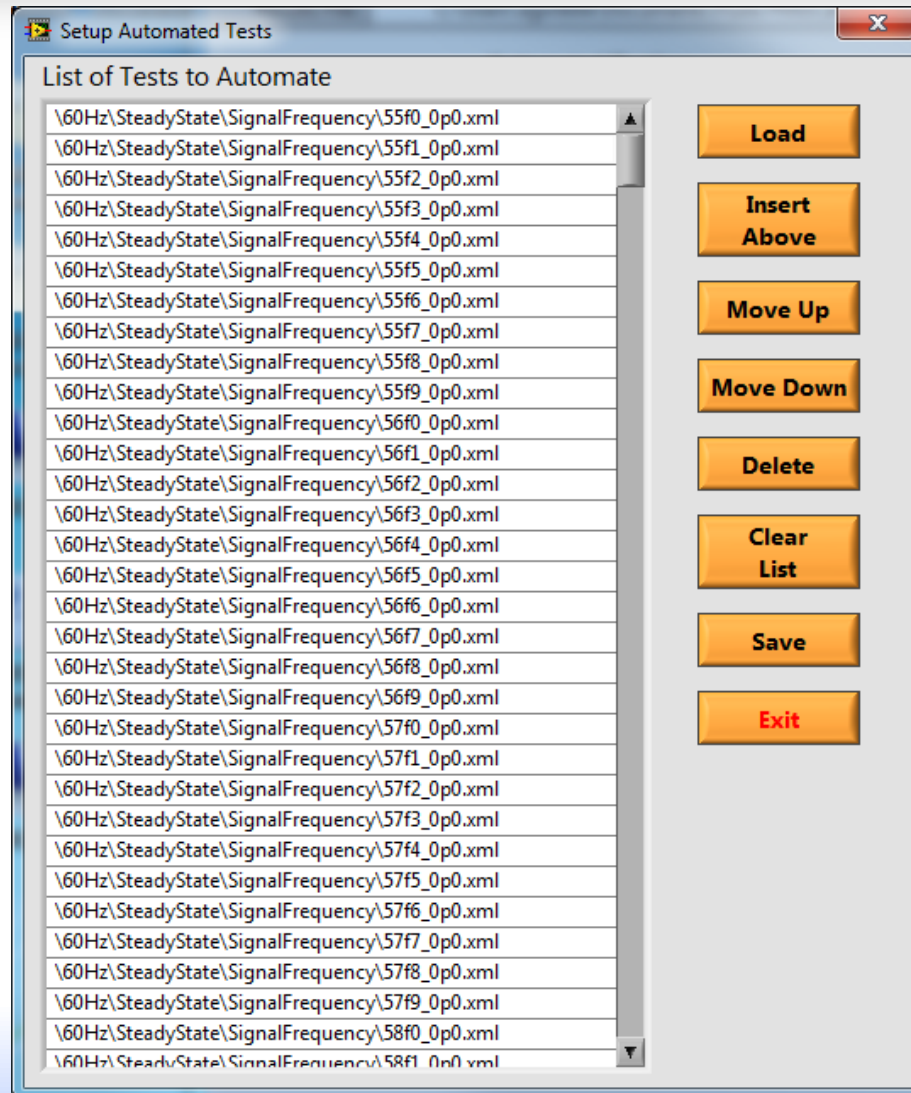 Setup Automated Tests
List of Tests to Automate
\60Hz\SteadyState\SignalFrequency\55f0_0p0.xml
\60Hz\SteadyState\SignalFrequency\55f1_0p0.xml
\60Hz\SteadyState\SignalFrequency\55f2_0p0.xml
\60Hz\SteadyState\SignalFrequency\55f3_0p0.xml
\60Hz\SteadyState\SignalFrequency\55f4_0p0.xml
\60Hz\SteadyState\SignalFrequency\55f5_0p0.xml
\60Hz\SteadyState\SignalFrequency\55f6_0p0.xml
\60Hz\SteadyState\SignalFrequency\55f7_0p0.xml
\60Hz\SteadyState\SignalFrequency\55f8_0p0.xml
\60Hz\SteadyState\SignalFrequency\55f9_0p0.xml
\60Hz\SteadyState\SignalFrequency\56f0_0p0.xml
\60Hz\SteadyState\SignalFrequency\56f1_0p0.xml
\60Hz\SteadyState\SignalFrequency\56f2_0p0.xml
\60Hz\SteadyState\SignalFrequency\56f3_0p0.xml
\60Hz\SteadyState\SignalFrequency\56f4_0p0.xml
\60Hz\SteadyState\SignalFrequency\56f5_0p0.xml
\60Hz\SteadyState\SignalFrequency\56f6_0p0.xml
\60Hz\SteadyState\SignalFrequency\56f7_0p0.xml
\60Hz\SteadyState\SignalFrequency\56f8_0p0.xml
\60Hz\SteadyState\SignalFrequency\56f9_0p0.xml
\60Hz\SteadyState\SignalFrequency\57f0_0p0.xml
\60Hz\SteadyState\SignalFrequency\57f1_0p0.xml
\60Hz\SteadyState\SignalFrequency\57f2_0p0.xml
\60Hz\SteadyState\SignalFrequency\57f3_0p0.xml
\60Hz\SteadyState\SignalFrequency\57f4_0p0.xml
\60Hz\SteadyState\SignalFrequency\57f5_0p0.xml
\60Hz\SteadyState\SignalFrequency\57f6_0p0.xml
\60Hz\SteadyState\SignalFrequency\57f7_0p0.xml
\60Hz\SteadyState\SignalFrequency\57f8_0p0.xml
\60Hz\SteadyState\SignalFrequency\57f9_0p0.xml
\60Hz\SteadyState\SignalFrequency\58f0_0p0.xml
\60Hz\SteadyState\SignalFrequency\58f1_0p0.xml
Load
Insert
Above
Move Up
Move Down
Delete
Clear
List
Save
Exit